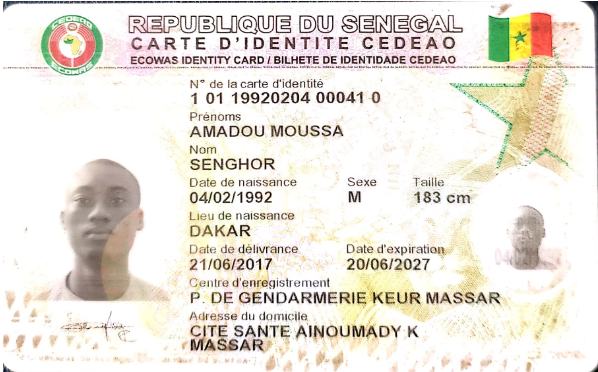 CEDEAO
ECOWAS
REPUBLIQUE DU SENEGAL
CARTE D'IDENTITE CEDEAO
ECOWAS IDENTITY CARD / BILHETE DE IDENTIDADE CEDEAO
N° de la carte d'identité
1 01 19920204 00041 0
Prénoms
AMADOU MOUSSA
Nom
SENGHOR
Date de naissance Sexe Taille
04/02/1992 M 183 cm
Lieu de naissance
DAKAR
Date de délivrance Date d'expiration
21/06/2017 20/06/2027
Centre d'enregistrement
P. DE GENDARMERIE KEUR MASSAR
Adresse du domicile
CITE SANTE AINOUMADY K
MASSAR